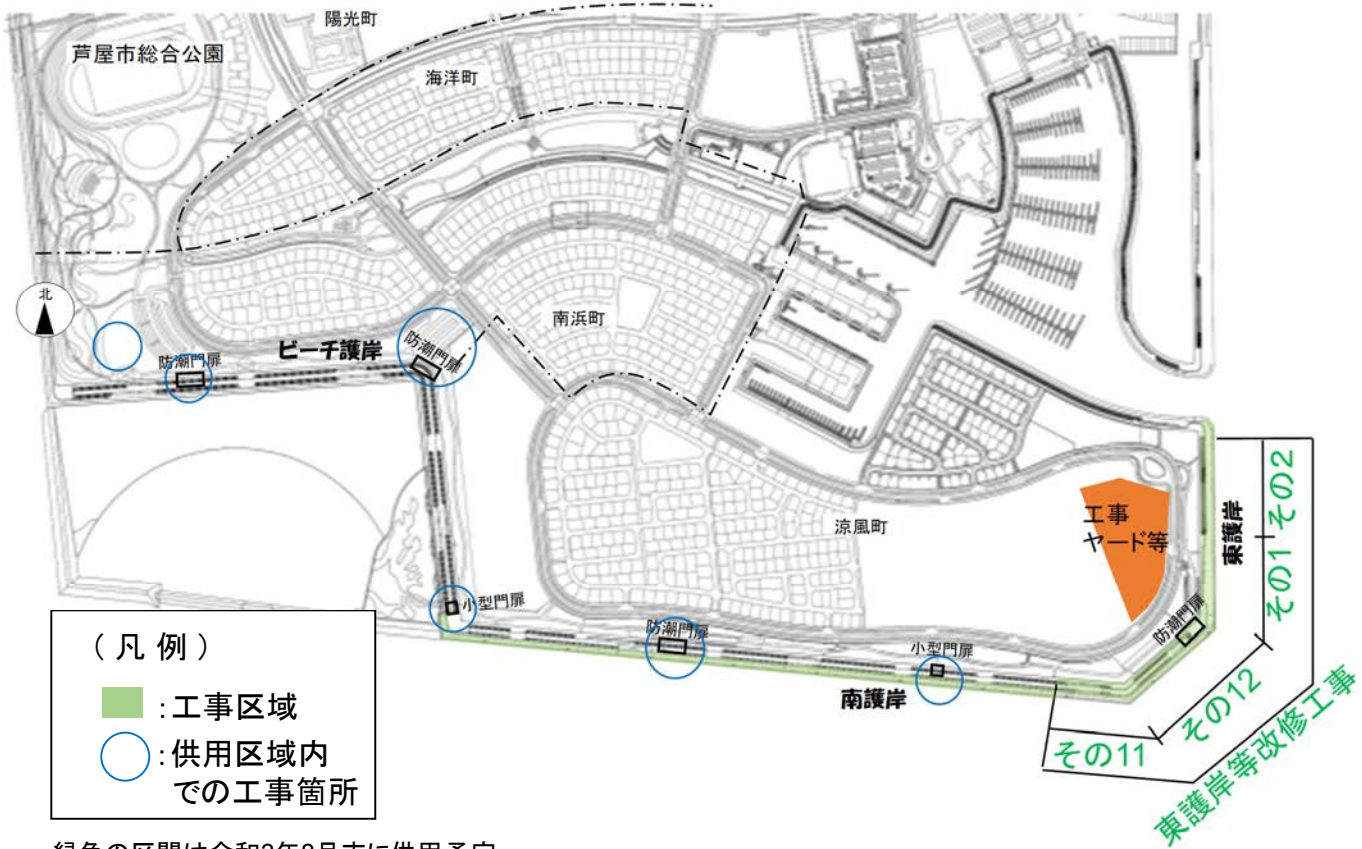 陽光町
芦屋市総合公園
海洋町
北
南浜町
防潮門扉
ビーチ護岸
防潮門扉
涼風町
工事
ヤード等
東護岸
その2
その1
小型門扉
防潮門扉
小型門扉
防潮門扉
南護岸
その12
その11
東護岸等改修工事
(凡例)
:工事区域
:供用区域内
での工事箇所